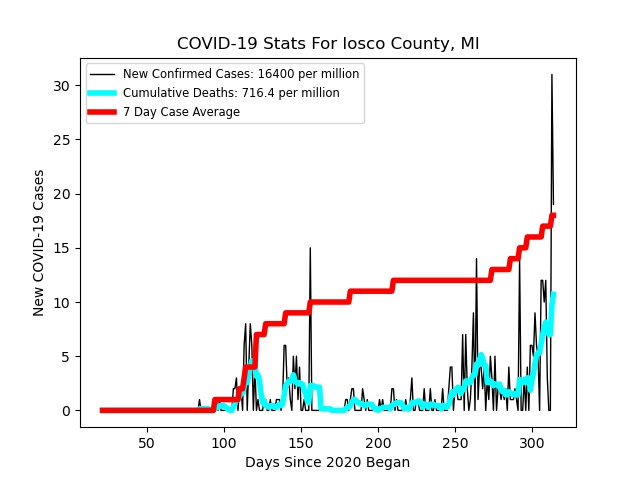 COVID-19 Stats For Iosco County, MI
New Confirmed Cases: 16400 per million
Cumulative Deaths: 716.4 per million
7 Day Case Average
New COVID-19 Cases
30
25
20
15
10
5
0
50 100 150 200 250 300
Days Since 2020 Began